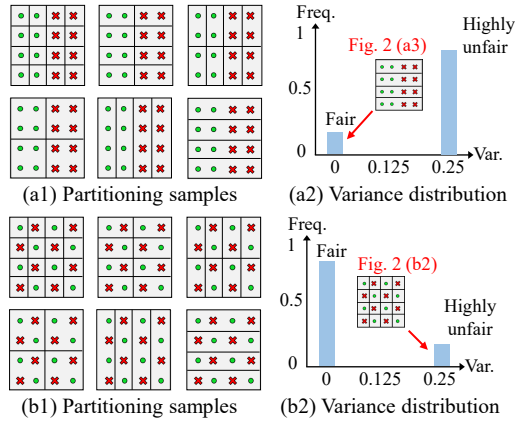 Freq.
Highly
unfair
1
Fig. 2 (a3)
0.5
Fair
0
Var.
0 0.125 0.25
(a1) Partitioning samples
(a2) Variance distribution
Freq.
1
Fair
Fig. 2 (b2)
0.5
Highly
unfair
0
Var.
0 0.125 0.25
(b1) Partitioning samples
(b2) Variance distribution